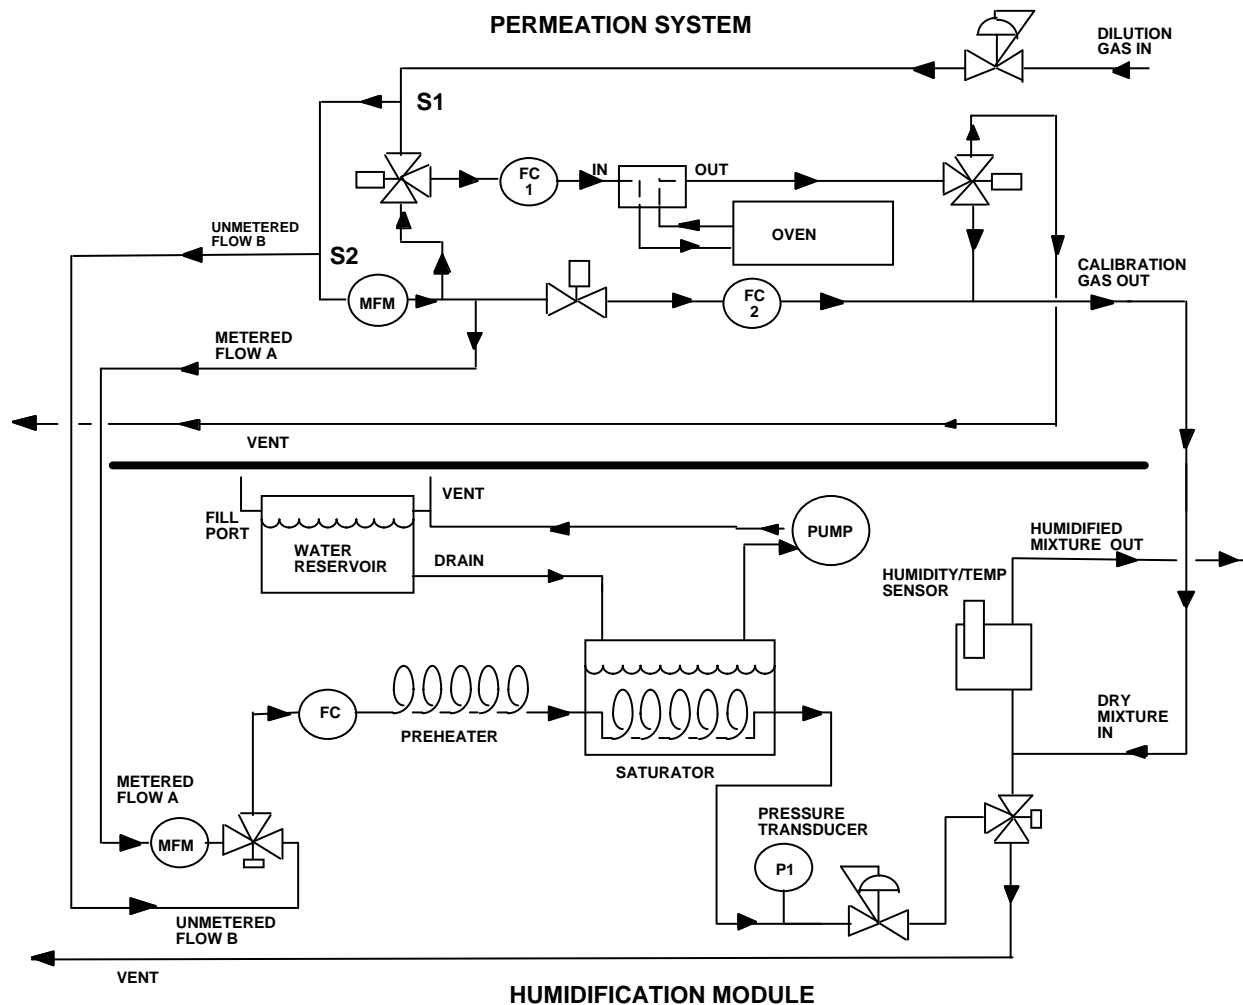 PERMEATION SYSTEM
DILUTION
GAS IN
S1
IN
OUT
FC
1
UNMETERED
FLOW B
S2
OVEN
MFM
FC
2
CALIBRATION
GAS OUT
METERED
FLOW A
VENT
VENT
FILL
PORT
WATER
RESERVOIR
PUMP
DRAIN
HUMIDIFIED
MIXTURE OUT
HUMIDITY/TEMP
SENSOR
FC
PREHEATER
DRY
MIXTURE
IN
SATURATOR
METERED
FLOW A
MFM
PRESSURE
TRANSDUCER
P1
UNMETERED
FLOW B
VENT
HUMIDIFICATION MODULE